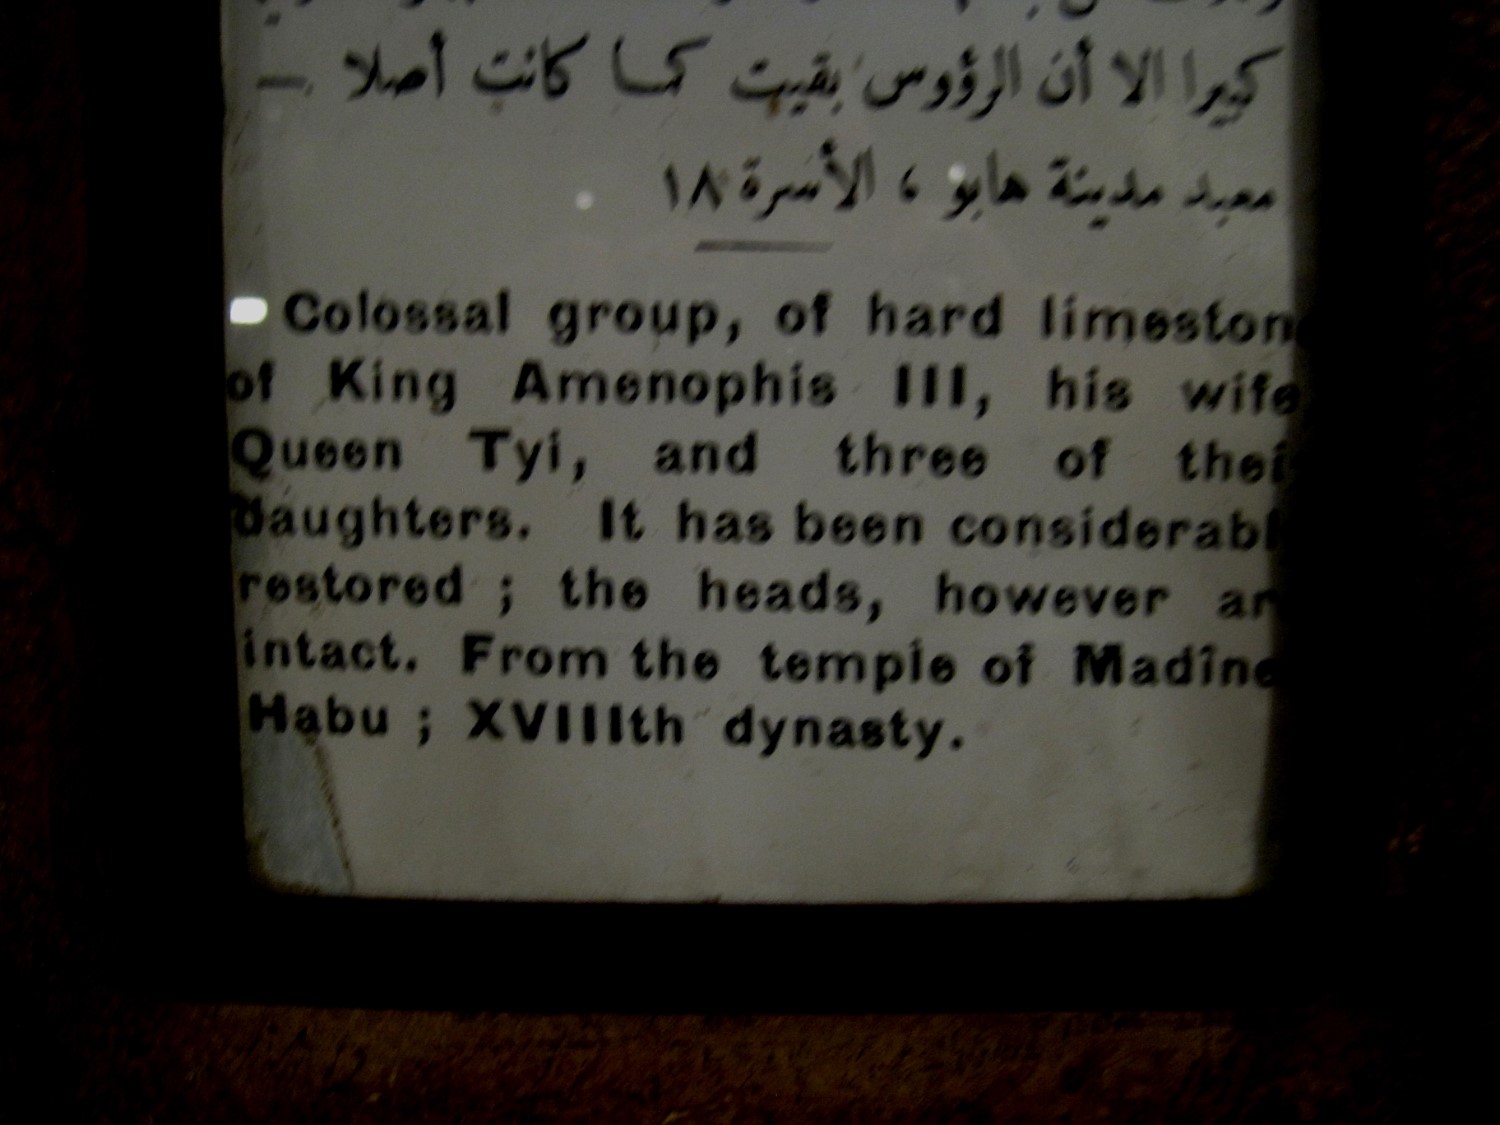 كبيرا الا أن الرؤوس بقيت كما كانت أصلا —
معبد مدينة هابو ، الأسرة ١٨
Colossal group, of hard limeston
of King Amenophis III, his wife
Queen Tyi, and three of thei
daughters. It has been considerabl
restored ; the heads, however ar
intact. From the temple of Madîne
Habu ; XVIIIth dynasty.